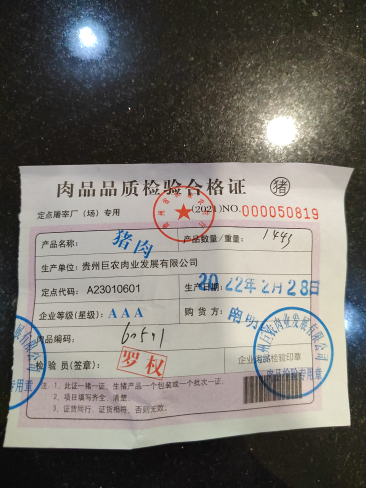 肉品品质检验合格证 猪
定点屠宰厂（场）专用 (2021)NO.000050819
产品名称: 猪肉 产品数量/重量:
生产单位: 贵州巨农肉业发展有限公司
定点代码: A23010601 生产日期: 2022年2月28日
企业等级(星级): AAA 购 货 方:
肉品编码: 企业肉品检验印章
检 验 员(签章): 罗权
注: 1、此证一猪一证，生猪产品一个包装或一个批次一证.
2、项目填写齐全、清楚.
3、证货同行、证货相符、否则无效.